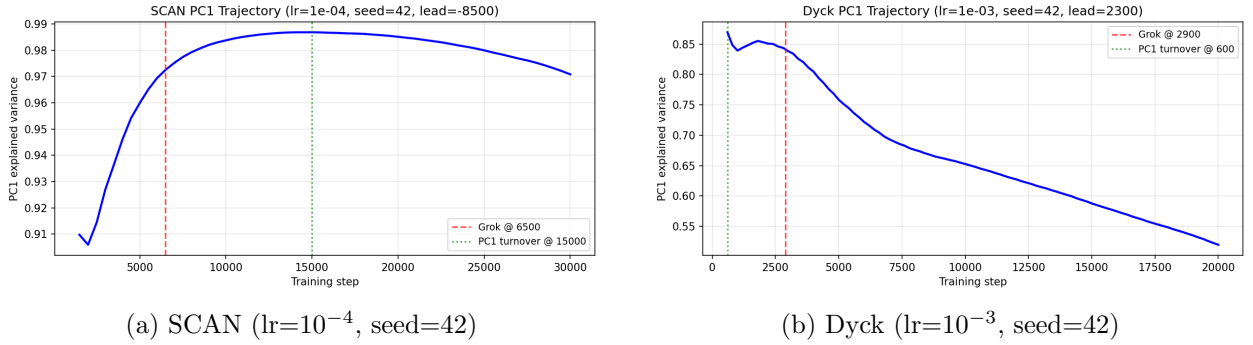 SCAN PC1 Trajectory (lr=1e-04, seed=42, lead=-8500)
PC1 explained variance
0.99
0.98
0.97
0.96
0.95
0.94
0.93
0.92
0.91
Grok @ 6500
PC1 turnover @ 15000
5000 10000 15000 20000 25000 30000
Training step
(a) SCAN (lr=10⁻⁴, seed=42)
Dyck PC1 Trajectory (lr=1e-03, seed=42, lead=2300)
PC1 explained variance
0.85
0.80
0.75
0.70
0.65
0.60
0.55
Grok @ 2900
PC1 turnover @ 600
0 2500 5000 7500 10000 12500 15000 17500 20000
Training step
(b) Dyck (lr=10⁻³, seed=42)